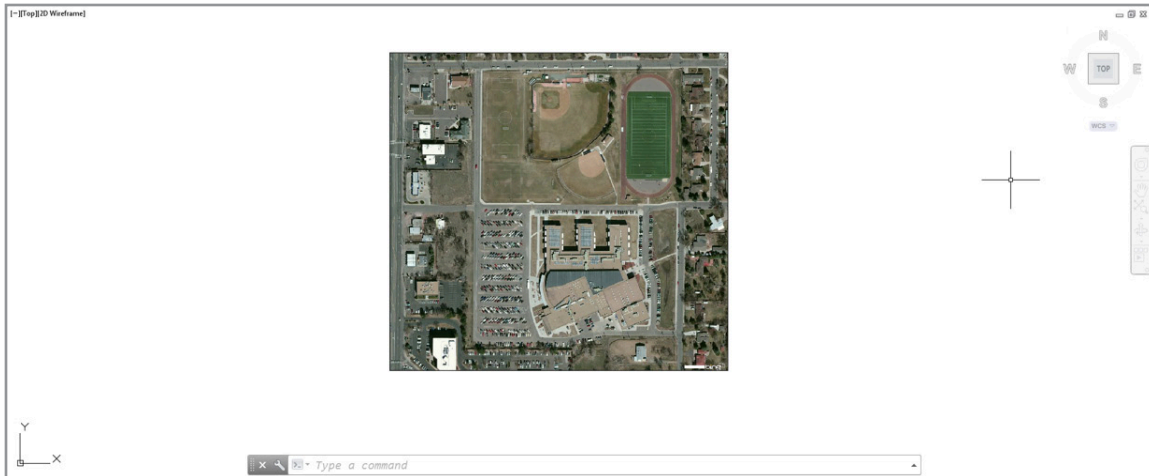 [−][Top][2D Wireframe]
N
W TOP E
S
WCS
Y
X
Type a command